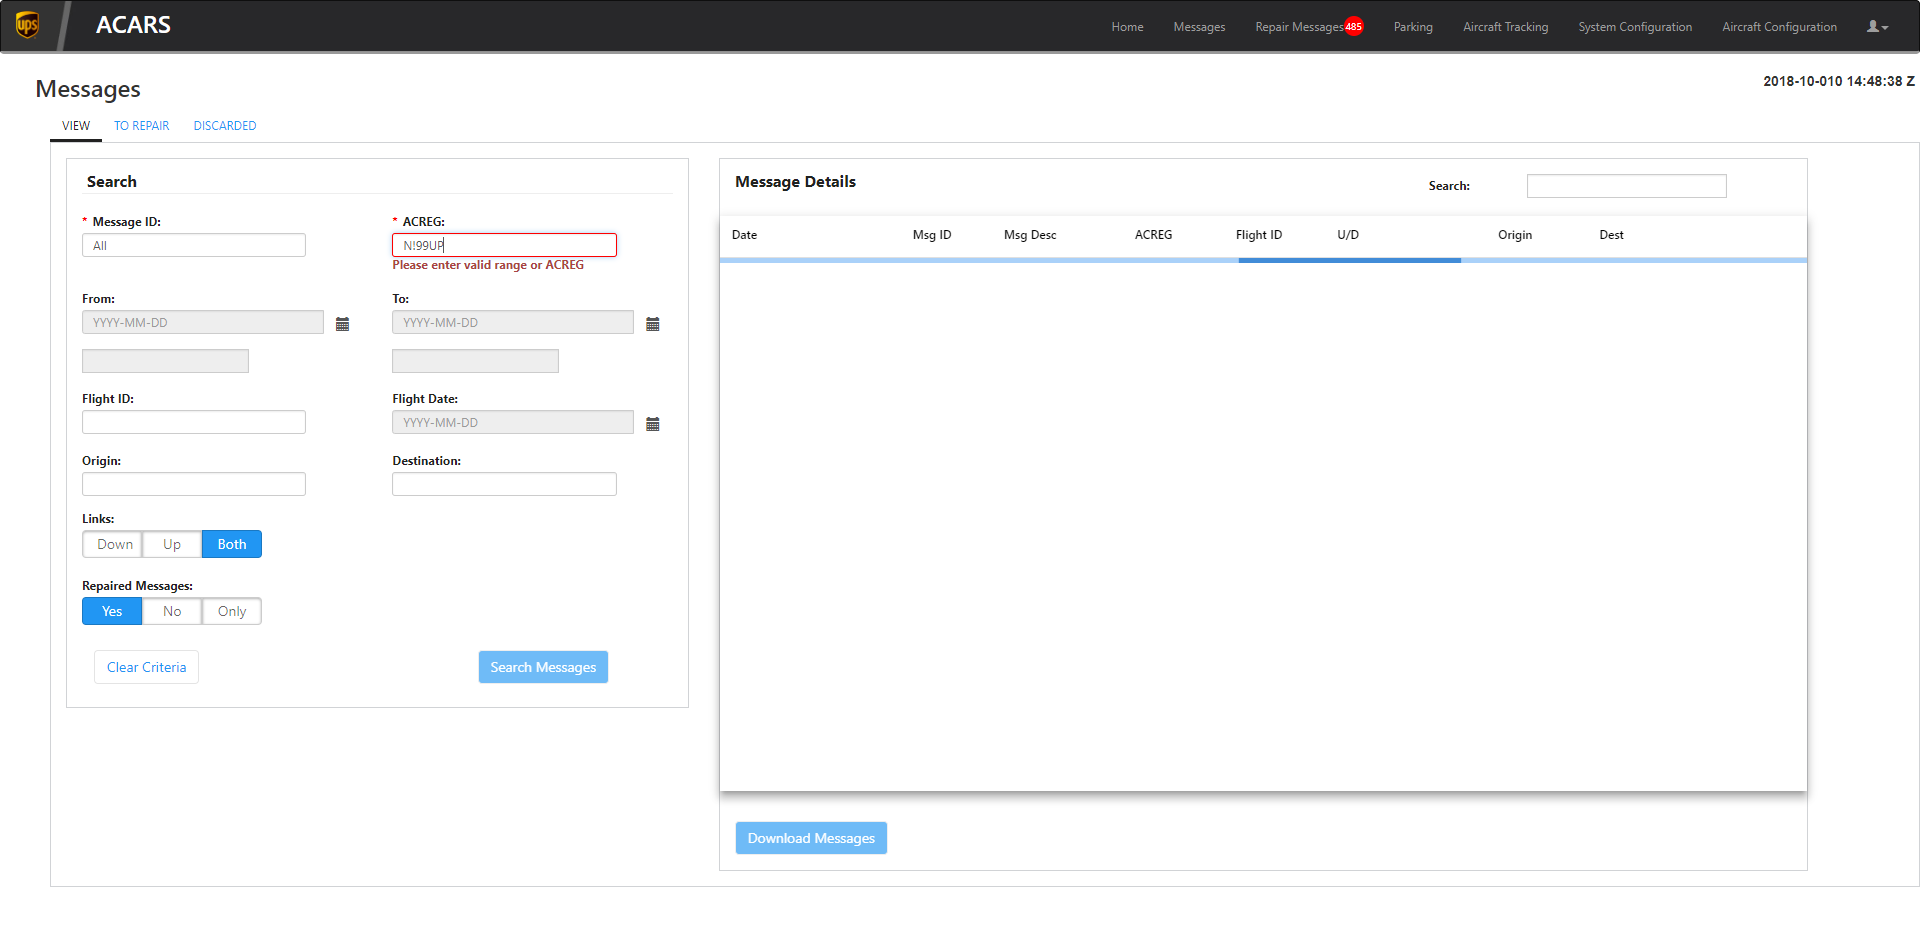 ups
ACARS
Home Messages Repair Messages 485 Parking Aircraft Tracking System Configuration Aircraft Configuration
Messages
2018-10-010 14:48:38 Z
VIEW TO REPAIR DISCARDED
Search
* Message ID: * ACREG:
All N!99UP
Please enter valid range or ACREG
From: To:
YYYY-MM-DD YYYY-MM-DD
Flight ID: Flight Date:
YYYY-MM-DD
Origin: Destination:
Links:
Down Up Both
Repaired Messages:
Yes No Only
Clear Criteria Search Messages
Message Details Search:
Date Msg ID Msg Desc ACREG Flight ID U/D Origin Dest
Download Messages